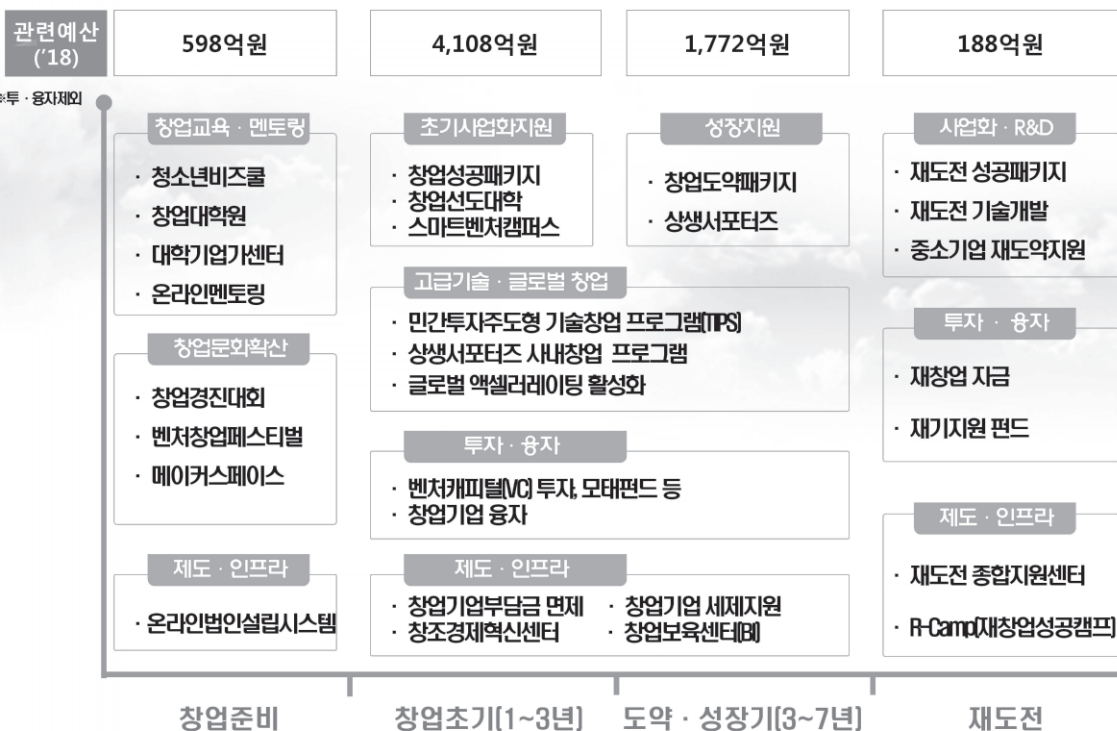 관련예산
('18)
598억원
4,108억원
1,772억원
188억원
※투 · 융자제외
창업교육 · 멘토링
· 청소년비즈쿨
· 창업대학원
· 대학기업가센터
· 온라인멘토링
창업문화확산
· 창업경진대회
· 벤처창업페스티벌
· 메이커스페이스
제도 · 인프라
· 온라인법인설립시스템
초기사업화지원
· 창업성공패키지
· 창업선도대학
· 스마트벤처캠퍼스
성장지원
· 창업도약패키지
· 상생서포터즈
고급기술 · 글로벌 창업
· 민간투자주도형 기술창업 프로그램(TIPS)
· 상생서포터즈 사내창업 프로그램
· 글로벌 액셀러레이팅 활성화
투자 · 융자
· 벤처캐피털(VC) 투자, 모태펀드 등
· 창업기업 융자
제도 · 인프라
· 창업기업부담금 면제 · 창업기업 세제지원
· 창조경제혁신센터 · 창업보육센터(BI)
사업화 · R&D
· 재도전 성공패키지
· 재도전 기술개발
· 중소기업 재도약지원
투자 · 융자
· 재창업 자금
· 재기지원 펀드
제도 · 인프라
· 재도전 종합지원센터
· R-Camp(재창업성공캠프)
창업준비
창업초기(1~3년)
도약 · 성장기(3~7년)
재도전